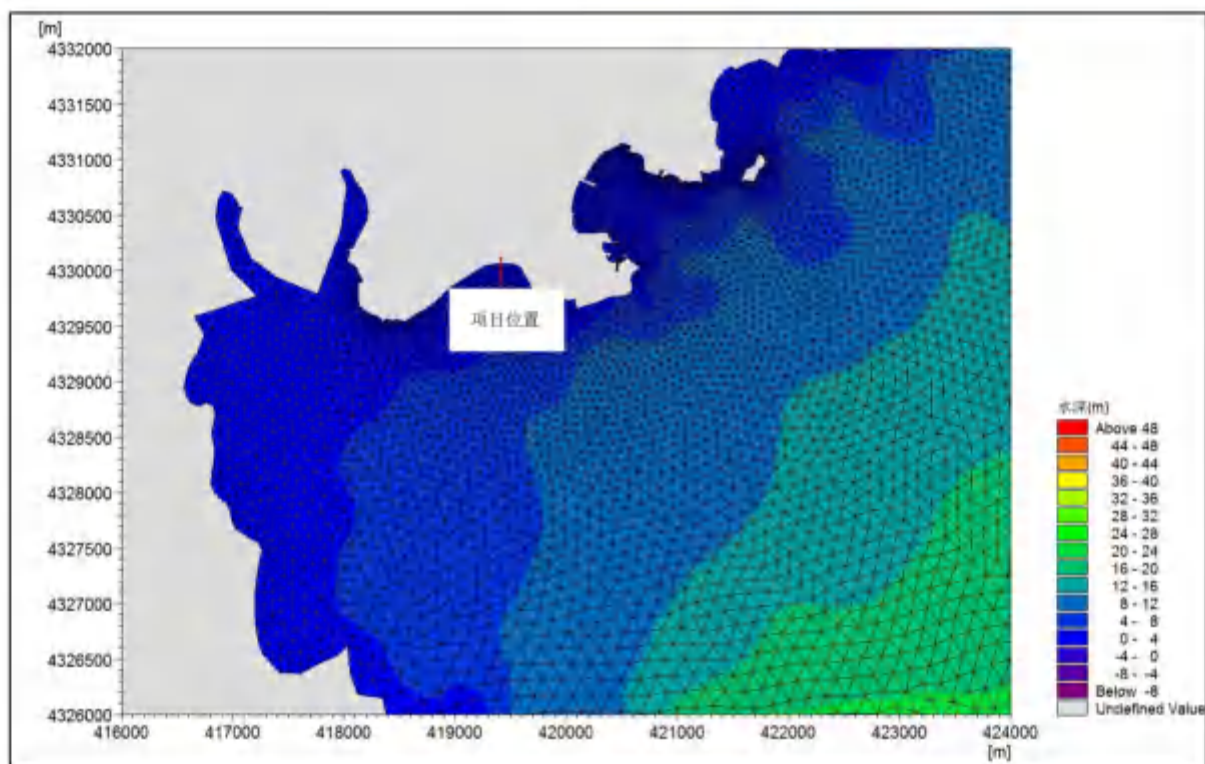 [m]
4332000
4331500
4331000
4330500
4330000
4329500
4329000
4328500
4328000
4327500
4327000
4326500
4326000
416000 417000 418000 419000 420000 421000 422000 423000 424000
[m]
项目位置
水深(m)
Above 48
44 - 48
40 - 44
36 - 40
32 - 36
28 - 32
24 - 28
20 - 24
16 - 20
12 - 16
8 - 12
4 - 8
0 - 4
-4 - 0
-8 - -4
Below -8
Undefined Value